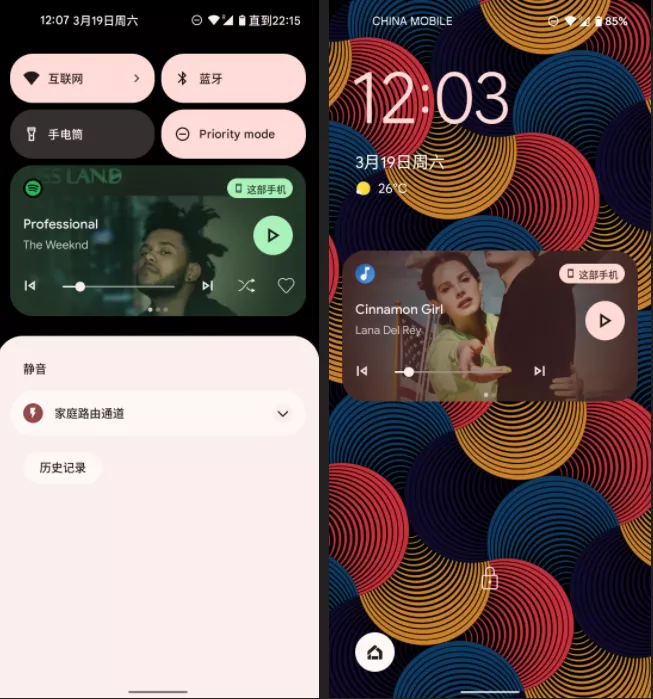 12:07 3月19日周六
直到22:15
互联网
蓝牙
手电筒
Priority mode
SS LAND
这部手机
Professional
The Weeknd
静音
家庭路由通道
历史记录
CHINA MOBILE
85%
12:03
3月19日周六
26°C
这部手机
Cinnamon Girl
Lana Del Rey